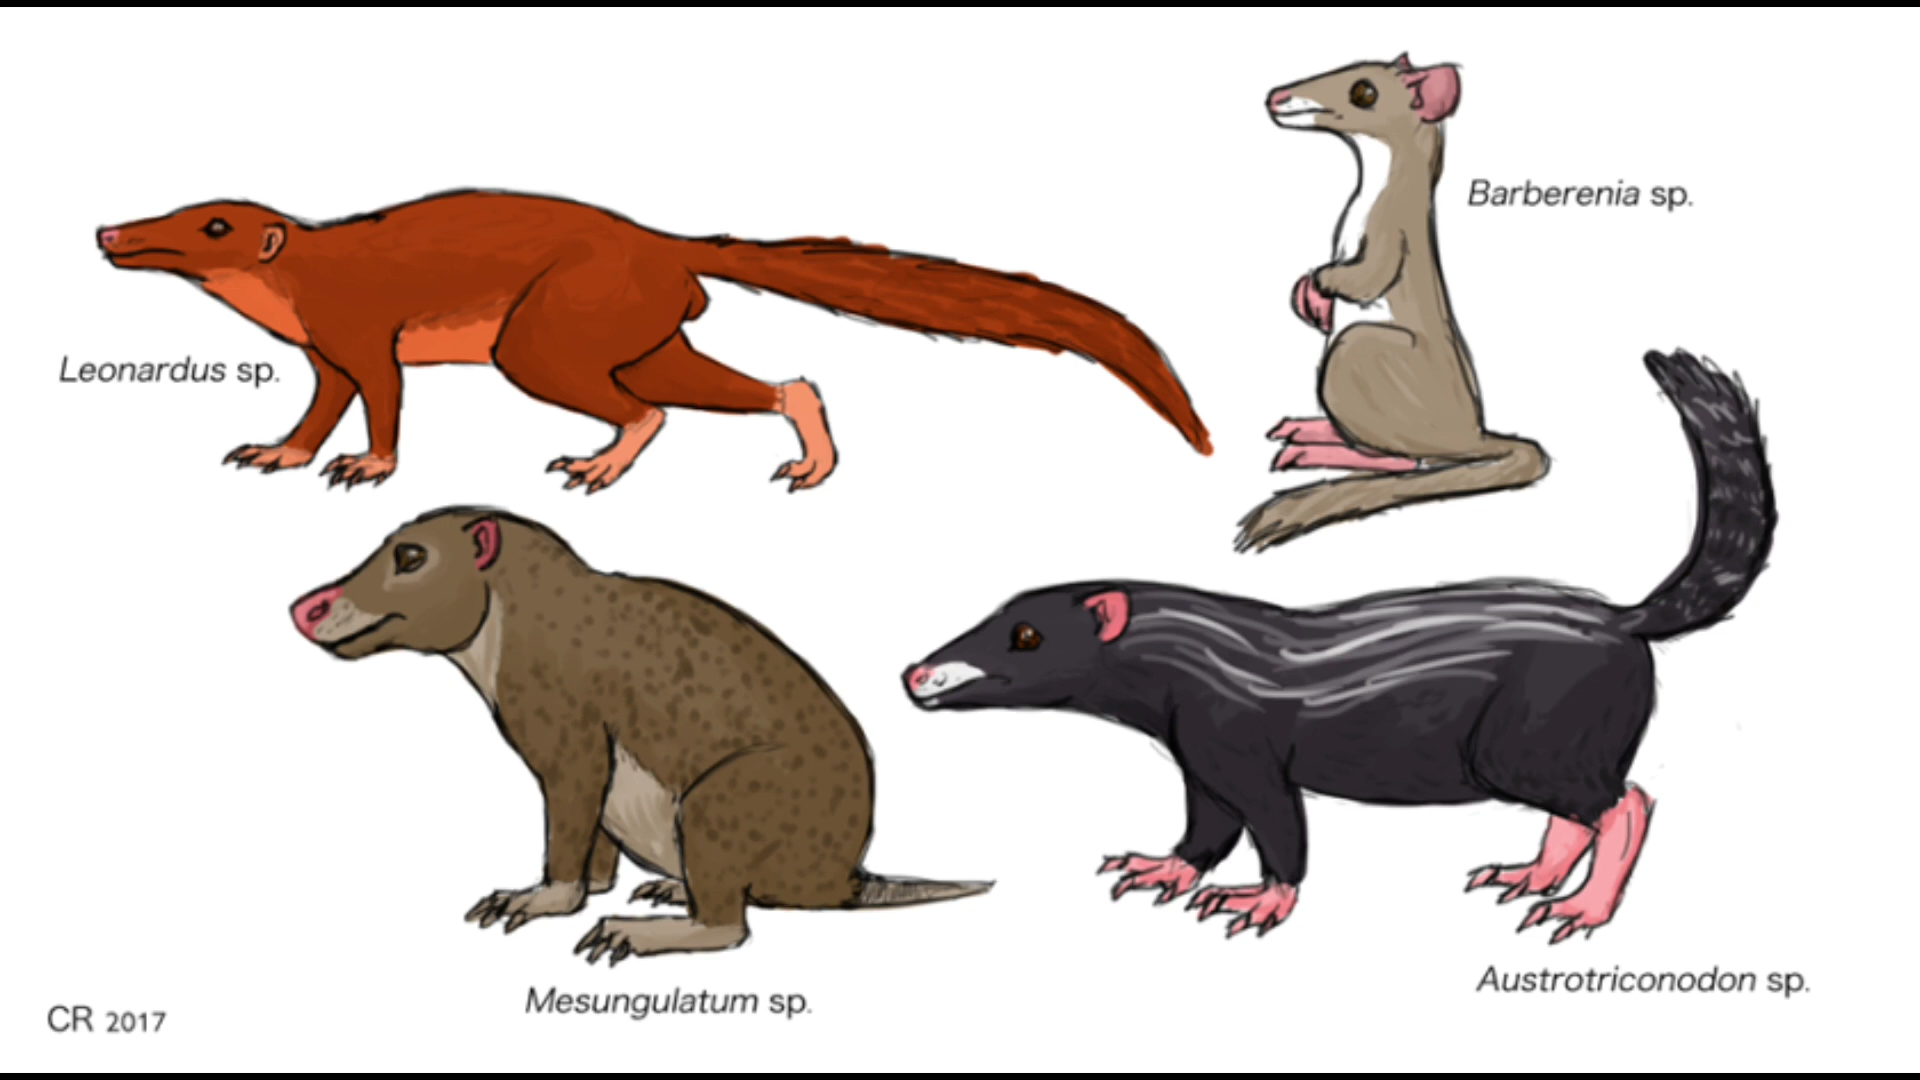 Barberenia sp.
Leonardus sp.
Mesungulatum sp.
Austrotriconodon sp.
CR 2017